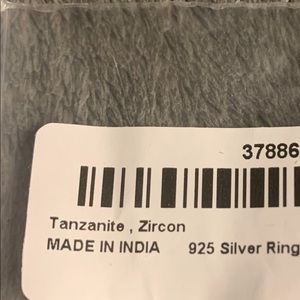 37886
Tanzanite , Zircon
MADE IN INDIA 925 Silver Ring